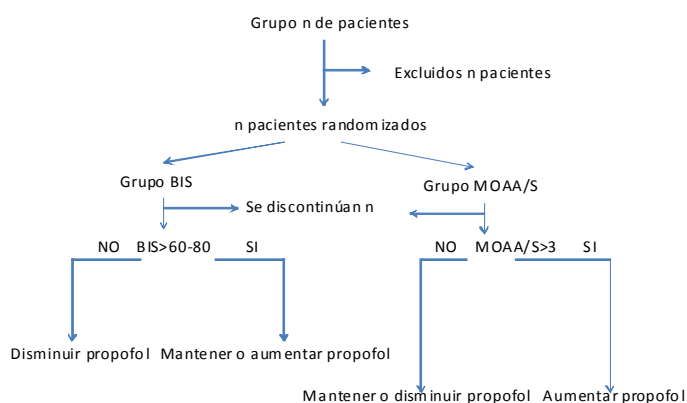 Grupo n de pacientes
Excluidos n pacientes
n pacientes randomizados
Grupo BIS
Grupo MOAA/S
Se discontinúan n
NO BIS>60-80 SI
NO MOAA/S>3 SI
Disminuir propofol
Mantener o aumentar propofol
Mantener o disminuir propofol
Aumentar propofol